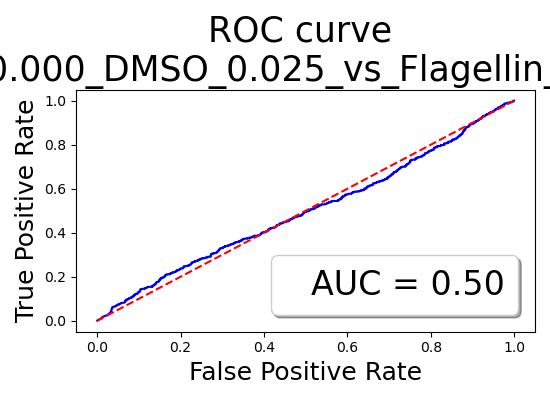 ROC curve
0.000_DMSO_0.025_vs_Flagellin_
True Positive Rate
1.0
0.8
0.6
0.4
0.2
0.0
AUC = 0.50
0.0 0.2 0.4 0.6 0.8 1.0
False Positive Rate